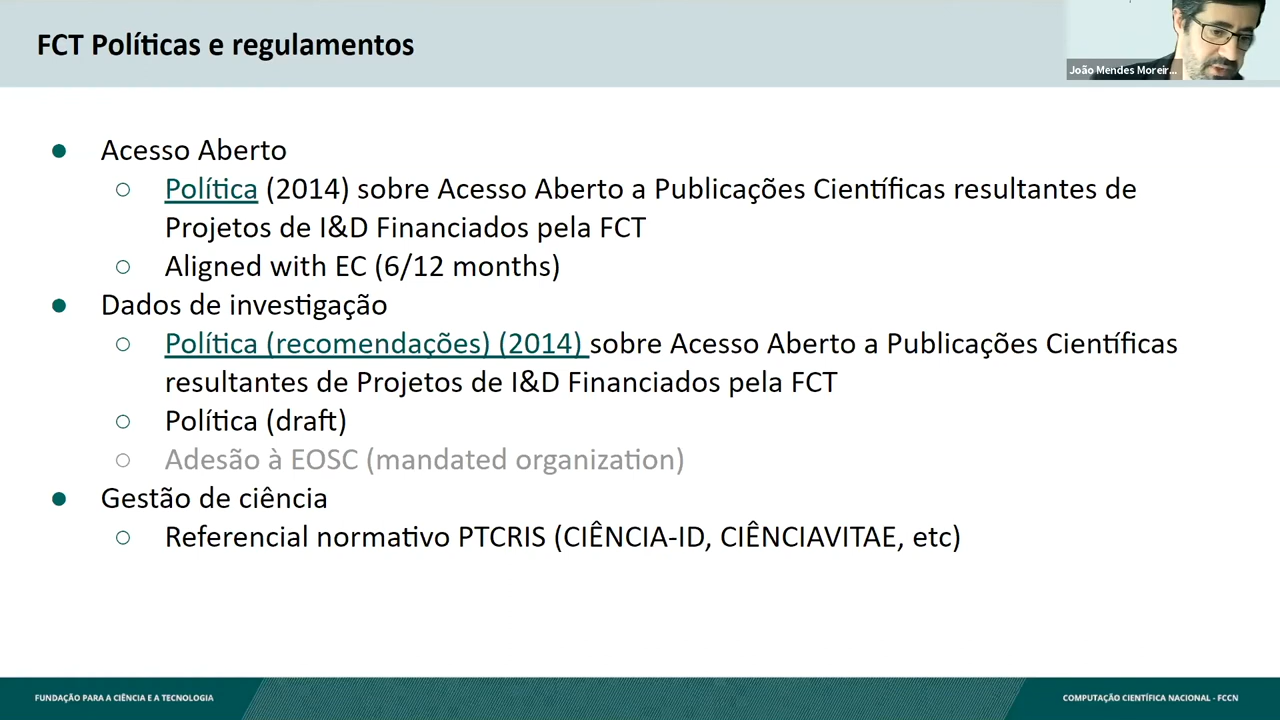 FCT Políticas e regulamentos
João Mendes Moreir...
Acesso Aberto
Política (2014) sobre Acesso Aberto a Publicações Científicas resultantes de
Projetos de I&D Financiados pela FCT
Aligned with EC (6/12 months)
Dados de investigação
Política (recomendações) (2014) sobre Acesso Aberto a Publicações Científicas
resultantes de Projetos de I&D Financiados pela FCT
Política (draft)
Adesão à EOSC (mandated organization)
Gestão de ciência
Referencial normativo PTCRIS (CIÊNCIA-ID, CIÊNCIAVITAE, etc)
FUNDAÇÃO PARA A CIÊNCIA E A TECNOLOGIA
COMPUTAÇÃO CIENTÍFICA NACIONAL - FCCN